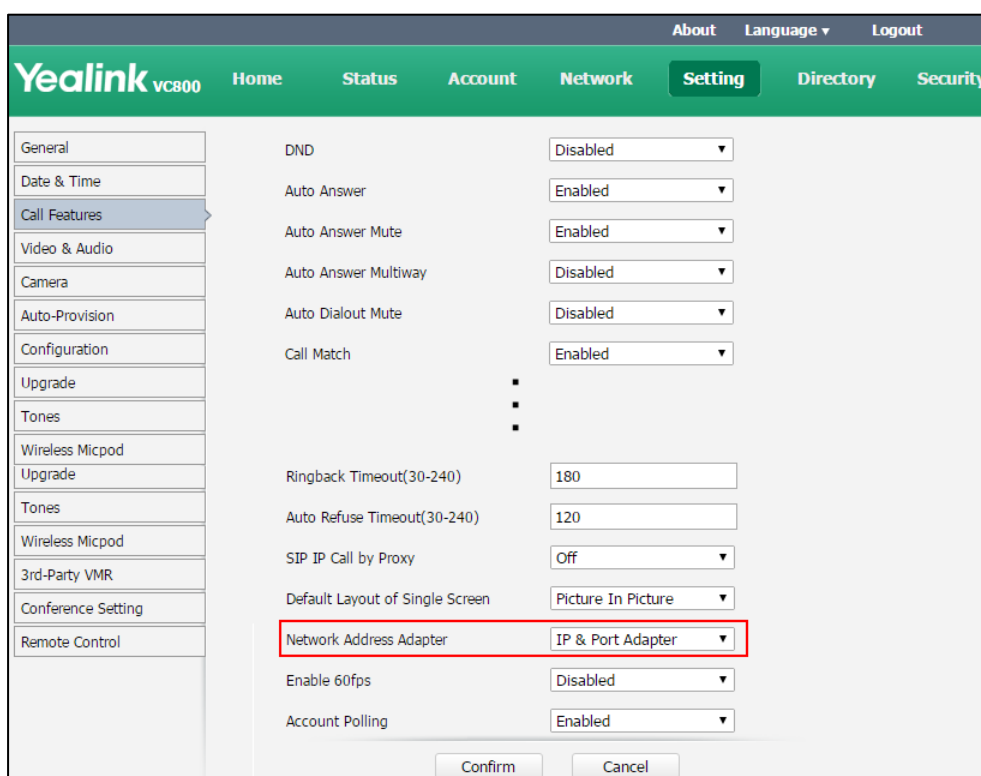 About Language ▾ Logout
Yealink VC800 Home Status Account Network Setting Directory Security
General
Date & Time
Call Features
Video & Audio
Camera
Auto-Provision
Configuration
Upgrade
Tones
Wireless Micpod
Upgrade
Tones
Wireless Micpod
3rd-Party VMR
Conference Setting
Remote Control
DND Disabled
Auto Answer Enabled
Auto Answer Mute Enabled
Auto Answer Multiway Disabled
Auto Dialout Mute Disabled
Call Match Enabled
Ringback Timeout(30-240) 180
Auto Refuse Timeout(30-240) 120
SIP IP Call by Proxy Off
Default Layout of Single Screen Picture In Picture
Network Address Adapter IP & Port Adapter
Enable 60fps Disabled
Account Polling Enabled
Confirm Cancel